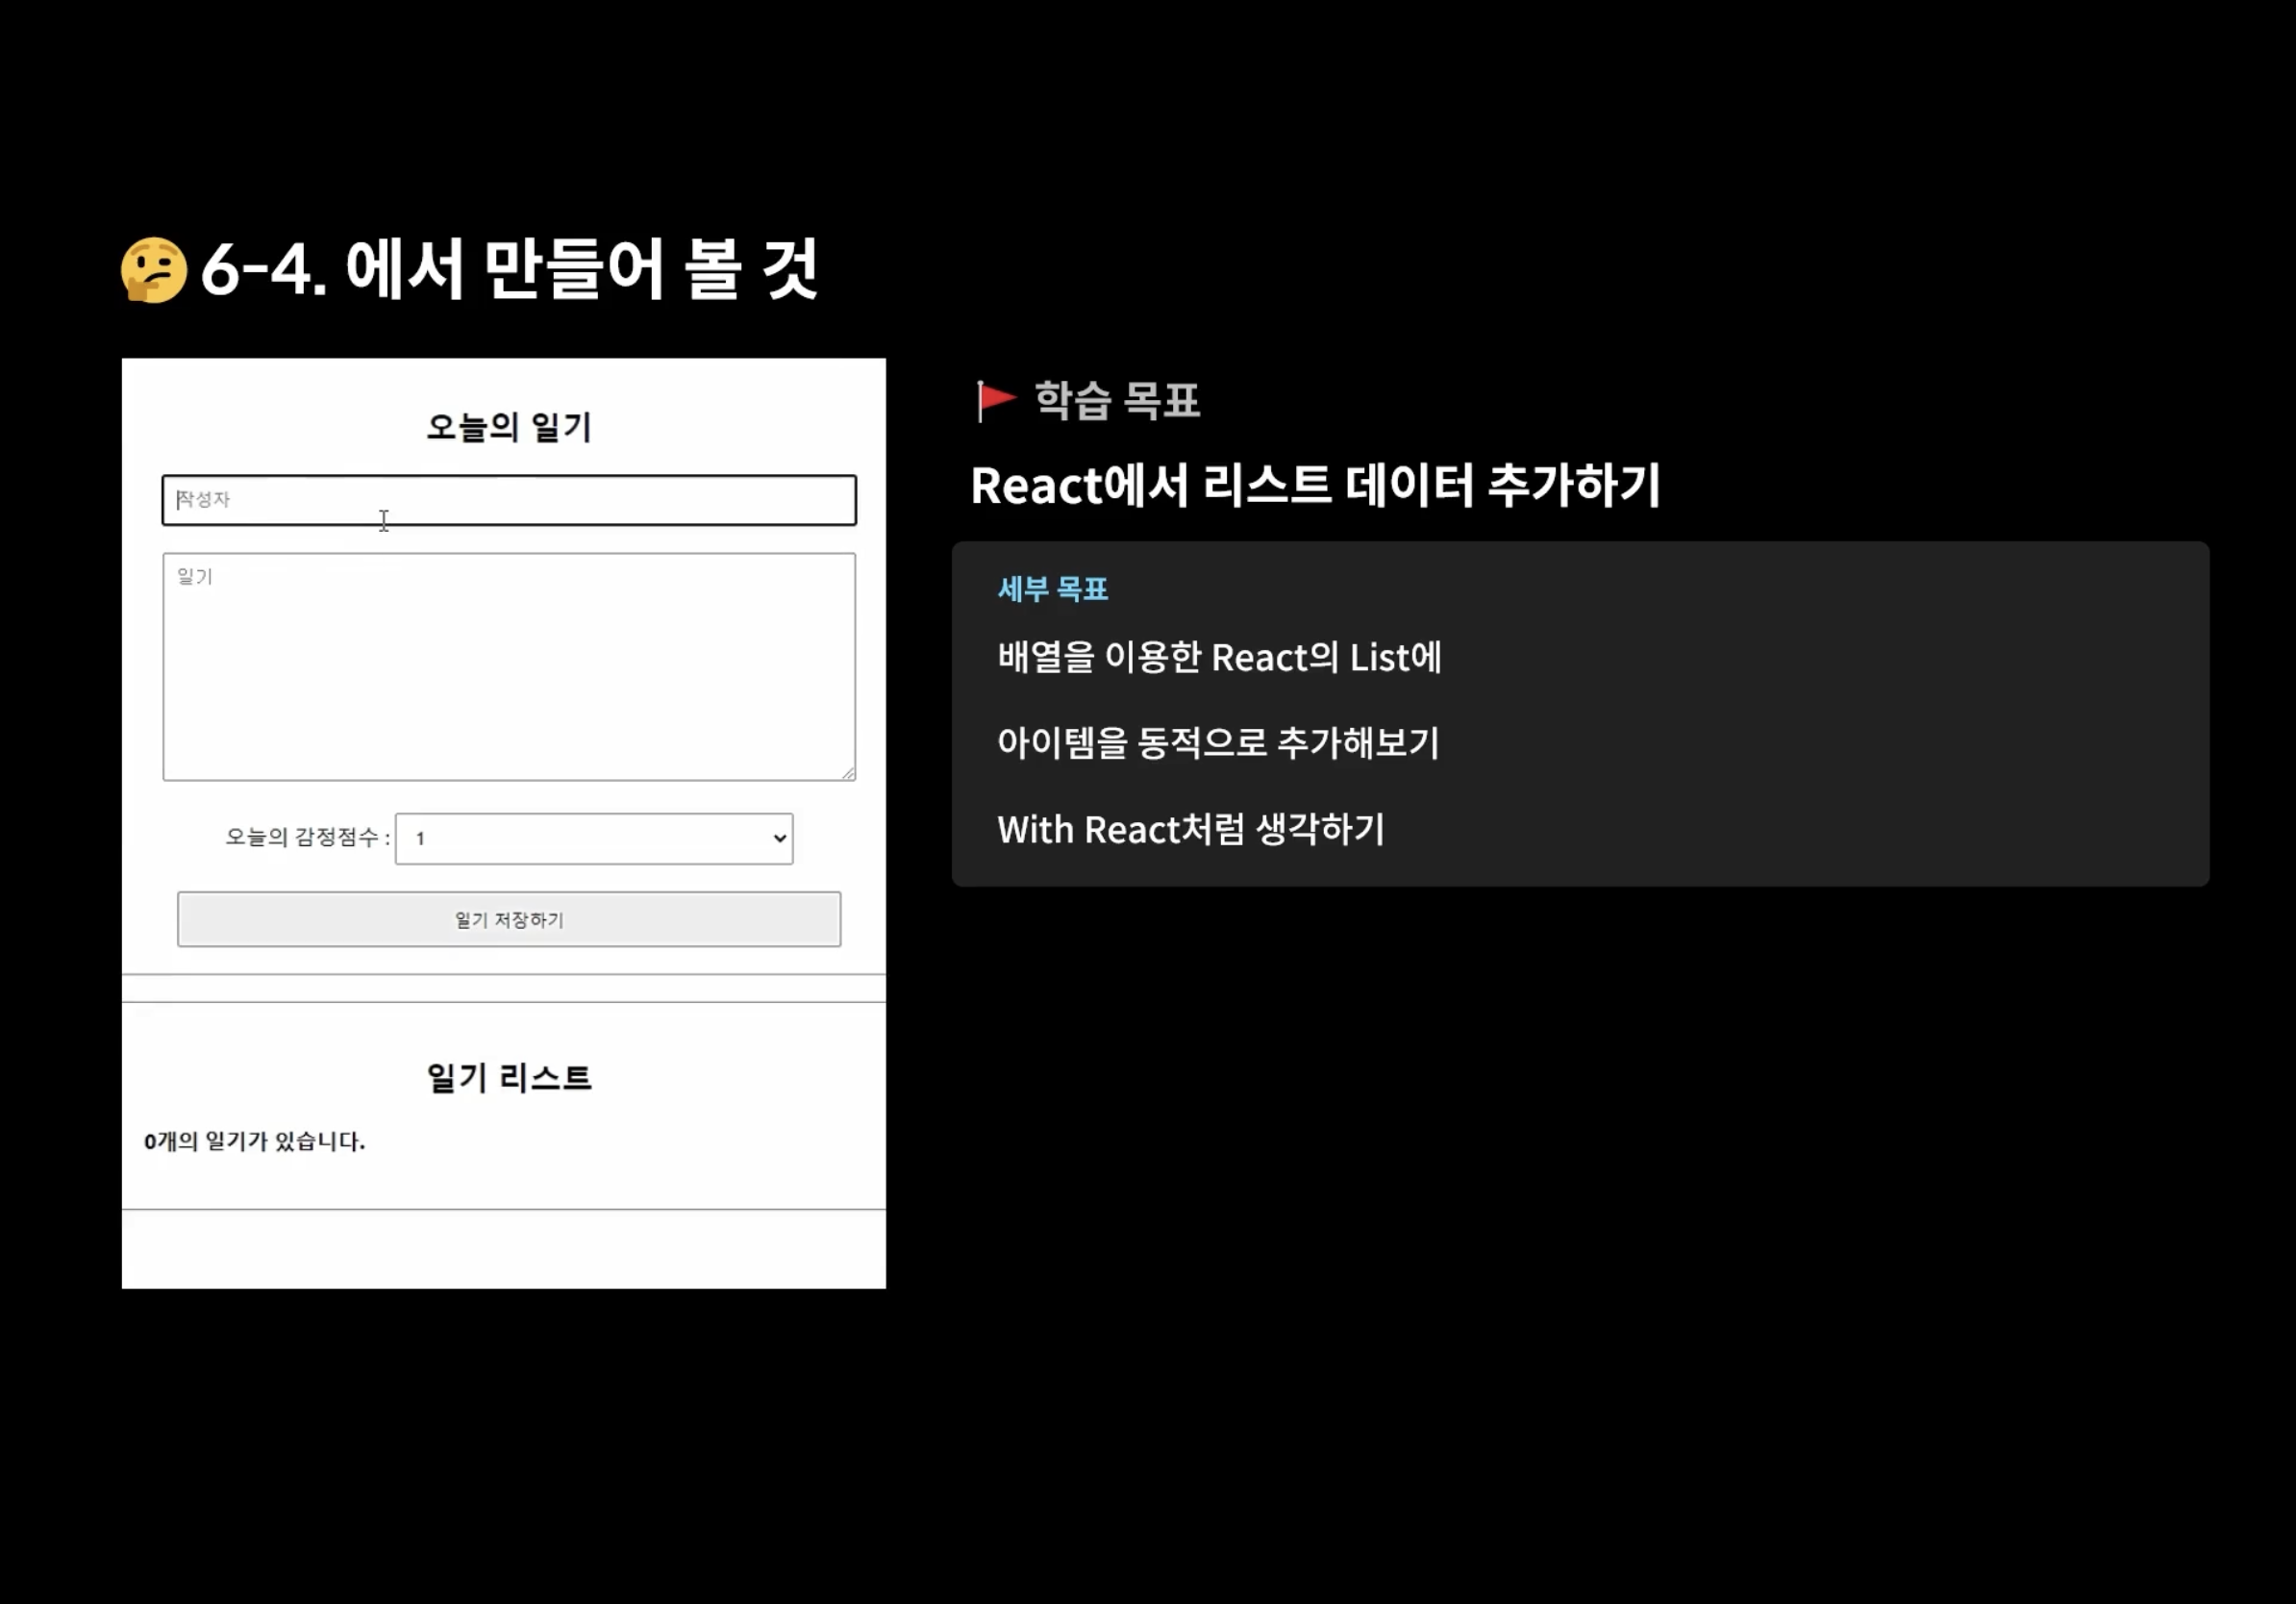 🤔 6-4. 에서 만들어 볼 것
오늘의 일기
작성자
일기
오늘의 감정점수 : 1
일기 저장하기
일기 리스트
0개의 일기가 있습니다.
🚩 학습 목표
React에서 리스트 데이터 추가하기
세부 목표
배열을 이용한 React의 List에
아이템을 동적으로 추가해보기
With React처럼 생각하기